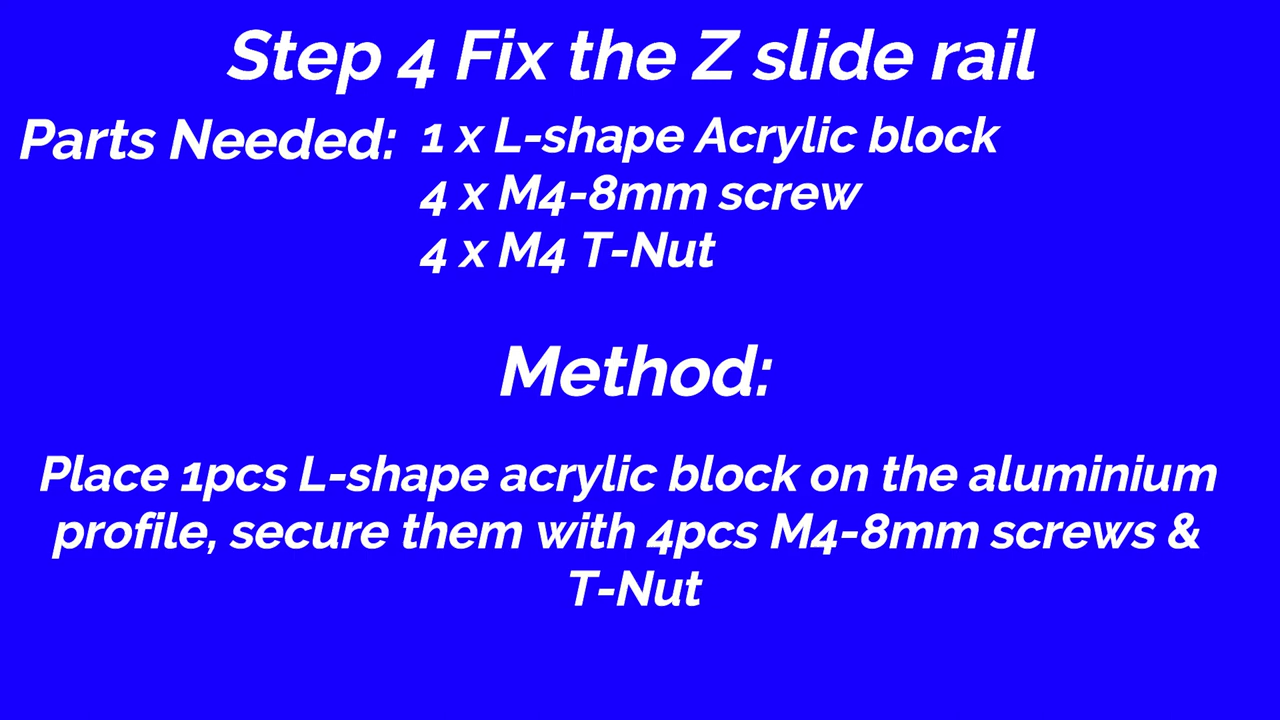 Step 4 Fix the Z slide rail
Parts Needed: 1 x L-shape Acrylic block
4 x M4-8mm screw
4 x M4 T-Nut
Method:
Place 1pcs L-shape acrylic block on the aluminium
profile, secure them with 4pcs M4-8mm screws &
T-Nut